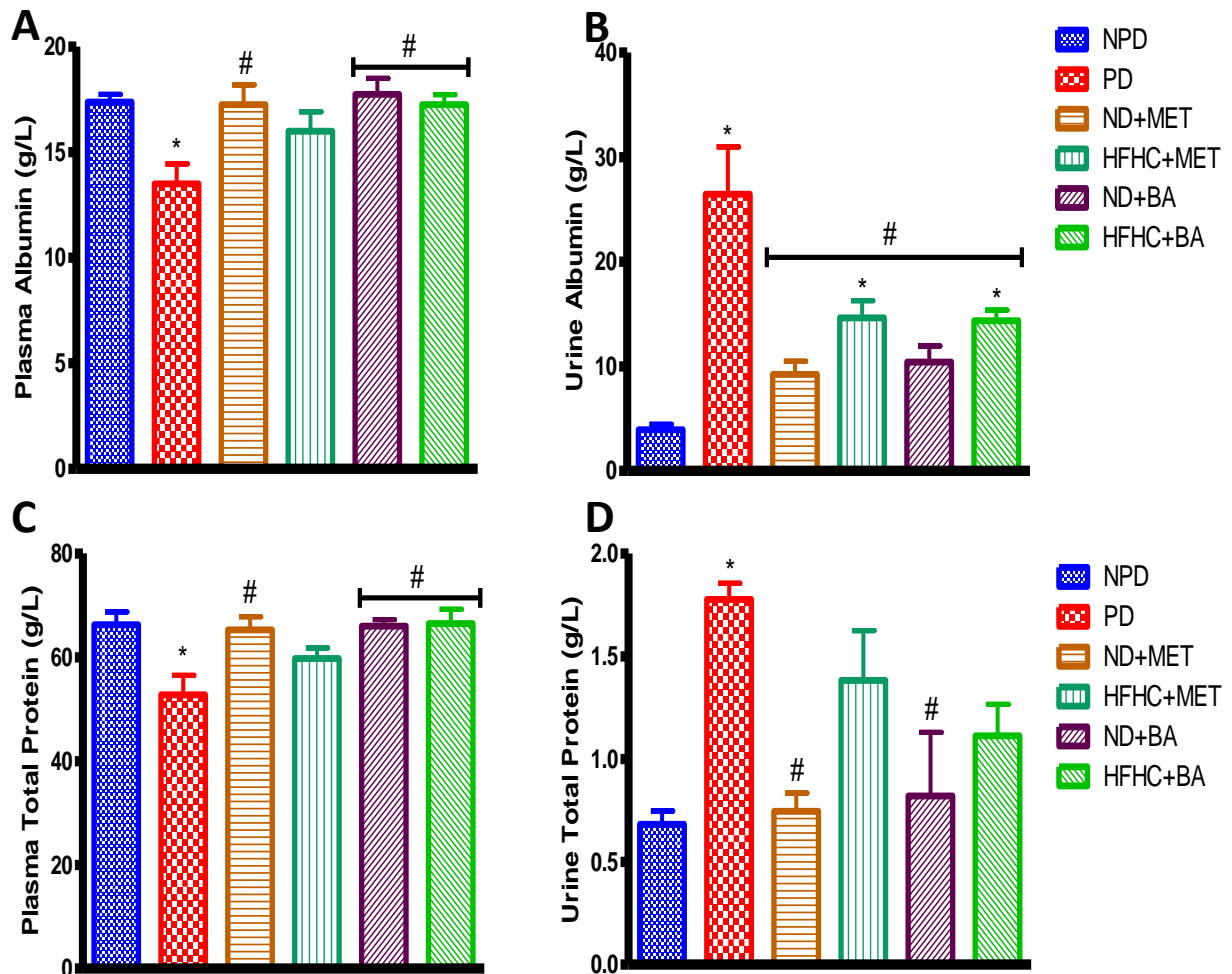 A
Plasma Albumin (g/L)
20
15
10
5
0
*
#
#
B
Urine Albumin (g/L)
40
30
20
10
0
*
#
*
*
NPD
PD
ND+MET
HFHC+MET
ND+BA
HFHC+BA
C
Plasma Total Protein (g/L)
80
60
40
20
0
*
#
#
D
Urine Total Protein (g/L)
2.0
1.5
1.0
0.5
0.0
*
#
#
NPD
PD
ND+MET
HFHC+MET
ND+BA
HFHC+BA